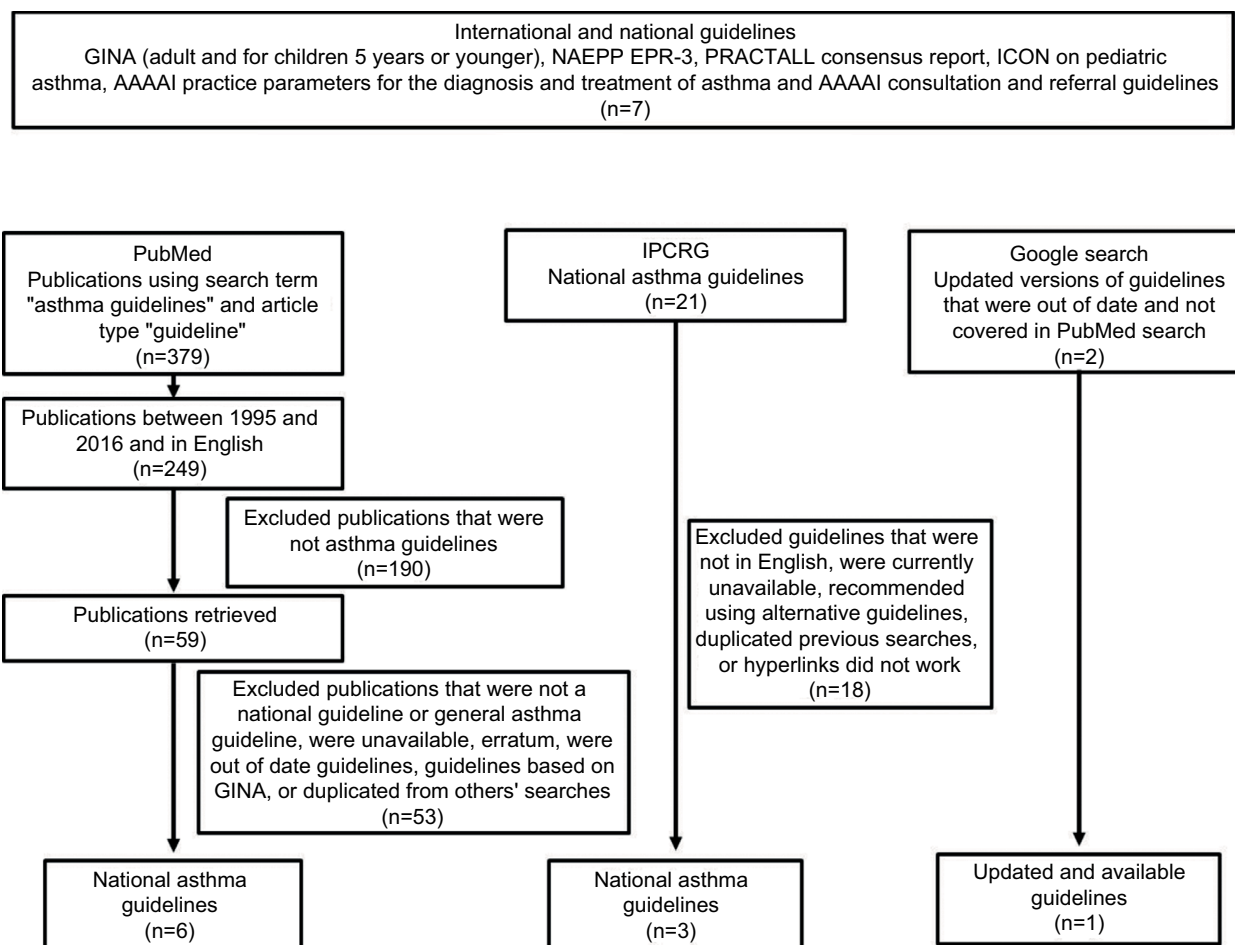 International and national guidelines
GINA (adult and for children 5 years or younger), NAEPP EPR-3, PRACTALL consensus report, ICON on pediatric
asthma, AAAAI practice parameters for the diagnosis and treatment of asthma and AAAAI consultation and referral guidelines
(n=7)
PubMed
Publications using search term
"asthma guidelines" and article
type "guideline"
(n=379)
Publications between 1995 and
2016 and in English
(n=249)
Excluded publications that were
not asthma guidelines
(n=190)
Publications retrieved
(n=59)
Excluded publications that were not a
national guideline or general asthma
guideline, were unavailable, erratum, were
out of date guidelines, guidelines based on
GINA, or duplicated from others' searches
(n=53)
National asthma
guidelines
(n=6)
IPCRG
National asthma guidelines
(n=21)
Excluded guidelines that were
not in English, were currently
unavailable, recommended
using alternative guidelines,
duplicated previous searches,
or hyperlinks did not work
(n=18)
National asthma
guidelines
(n=3)
Google search
Updated versions of guidelines
that were out of date and not
covered in PubMed search
(n=2)
Updated and available
guidelines
(n=1)